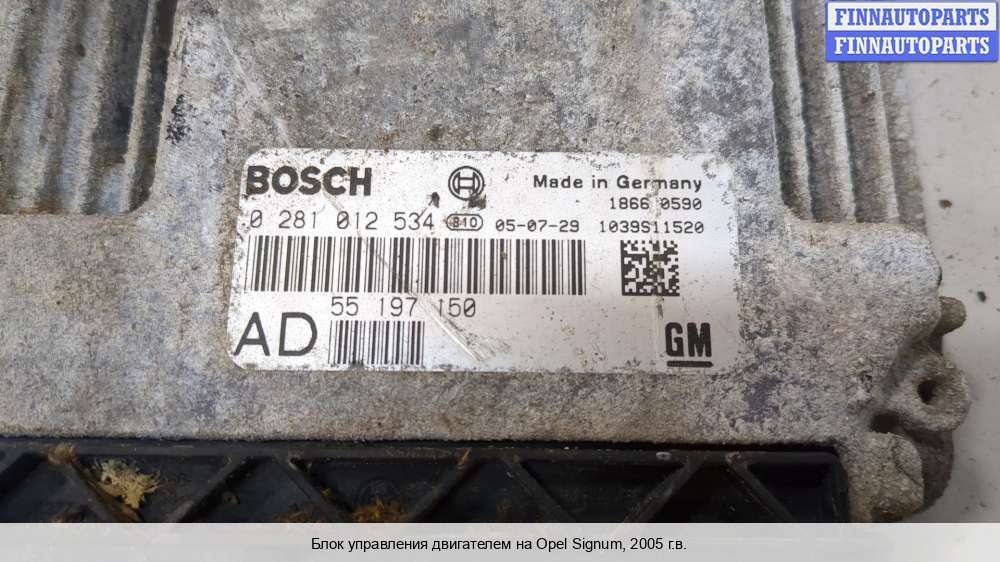 FINNAUTOPARTS
FINNAUTOPARTS
BOSCH Made in Germany
1866 0590
0 281 012 534 810 05-07-29 1039S11520
55 197 150
AD
GM
Блок управления двигателем на Opel Signum, 2005 г.в.